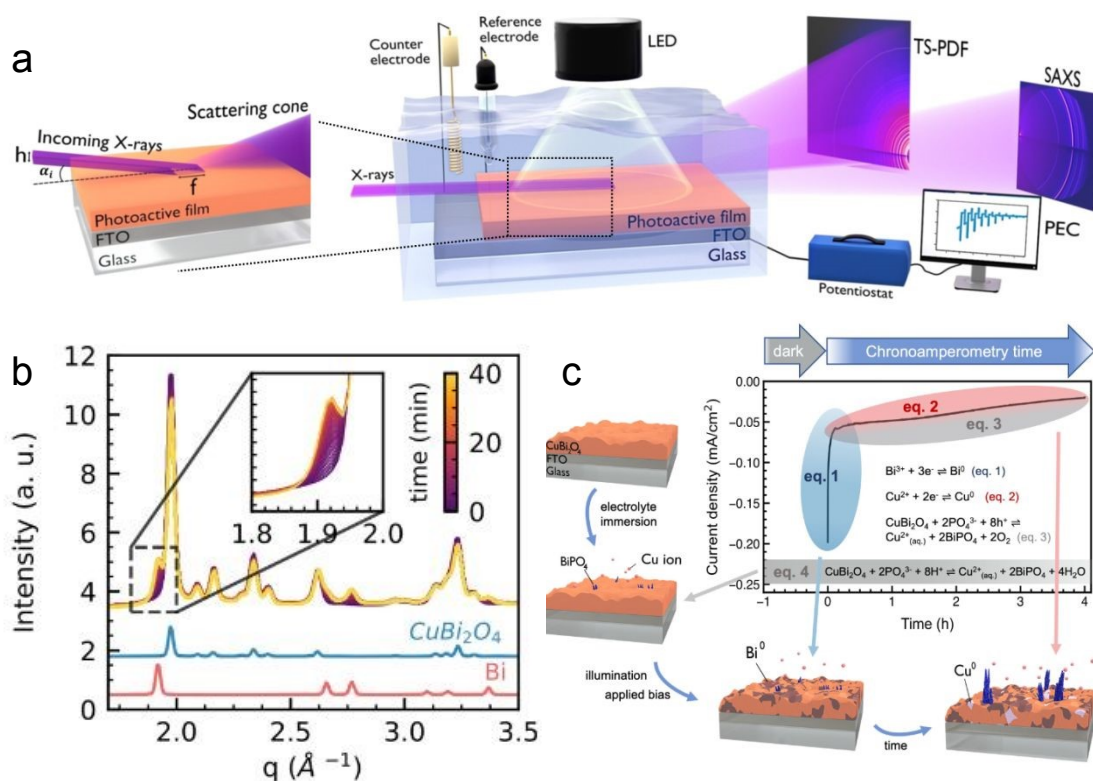 a
Counter
electrode
Reference
electrode
LED
TS-PDF
SAXS
Scattering cone
Incoming X-rays
h
αi
f
X-rays
Photoactive film
FTO
Glass
Photoactive film
FTO
Glass
PEC
Potentiostat
b
12
10
8
6
4
2
0
Intensity (a. u.)
1.8 1.9 2.0
40
20
0
time (min)
CuBi2O4
Bi
2.0 2.5 3.0 3.5
q (Å -1)
c
dark
Chronoamperometry time
0.00
-0.05
-0.10
-0.15
-0.20
-0.25
Current density (mA/cm2)
eq. 2
eq. 3
eq. 1
Bi3+ + 3e- ⇌ Bi0 (eq. 1)
Cu2+ + 2e- ⇌ Cu0 (eq. 2)
CuBi2O4 + 2PO43- + 8h+ ⇌
Cu2+(aq.) + 2BiPO4 + 2O2 (eq. 3)
eq. 4 CuBi2O4 + 2PO43- + 8H+ ⇌ Cu2+(aq.) + 2BiPO4 + 4H2O
-1 0 1 2 3 4
Time (h)
CuBi2O4
FTO
Glass
electrolyte
immersion
BiPO4
Cu ion
illumination
applied bias
Bi0
time
Cu0